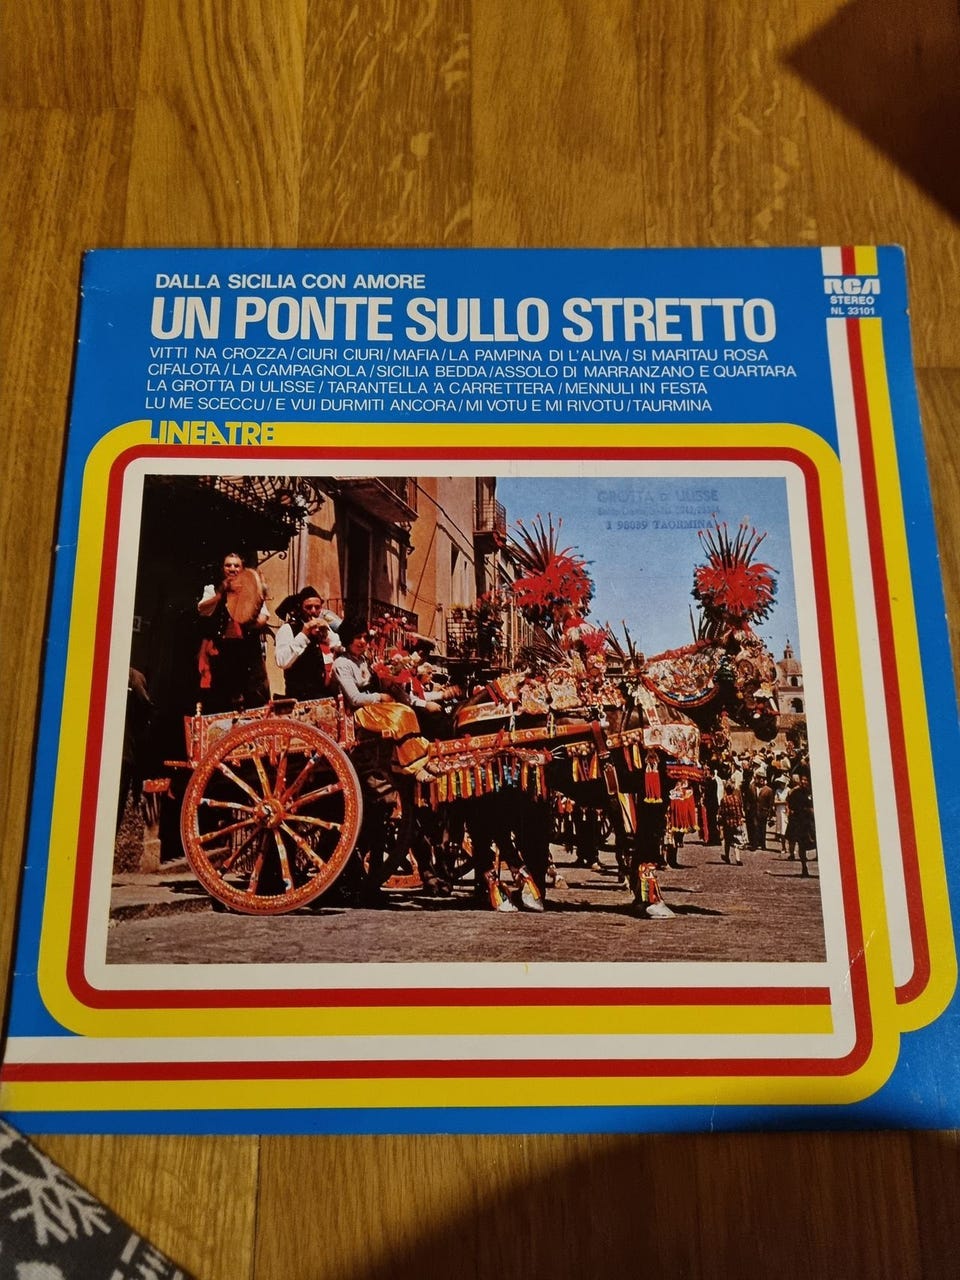 DALLA SICILIA CON AMORE
UN PONTE SULLO STRETTO
VITTI NA CROZZA/CIURI CIURI/MAFIA/LA PAMPINA DI L'ALIVA/SI MARITAU ROSA
CIFALOTA/LA CAMPAGNOLA/SICILIA BEDDA/ASSOLO DI MARRANZANO E QUARTARA
LA GROTTA DI ULISSE/TARANTELLA 'A CARRETTERA/MENNULI IN FESTA
LU ME SCECCU/E VUI DURMITI ANCORA/MI VOTU E MI RIVOTU/TAURMINA
RCA
STEREO
NL 33101
LINEATRE
GROTTA di ULISSE
I 98039 TAORMINA